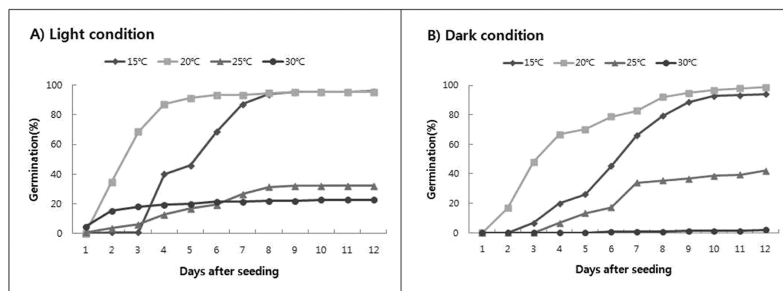 A) Light condition
15℃ 20℃ 25℃ 30℃
Germination(%)
100
80
60
40
20
0
1 2 3 4 5 6 7 8 9 10 11 12
Days after seeding
B) Dark condition
15℃ 20℃ 25℃ 30℃
Germination(%)
100
80
60
40
20
0
1 2 3 4 5 6 7 8 9 10 11 12
Days after seeding